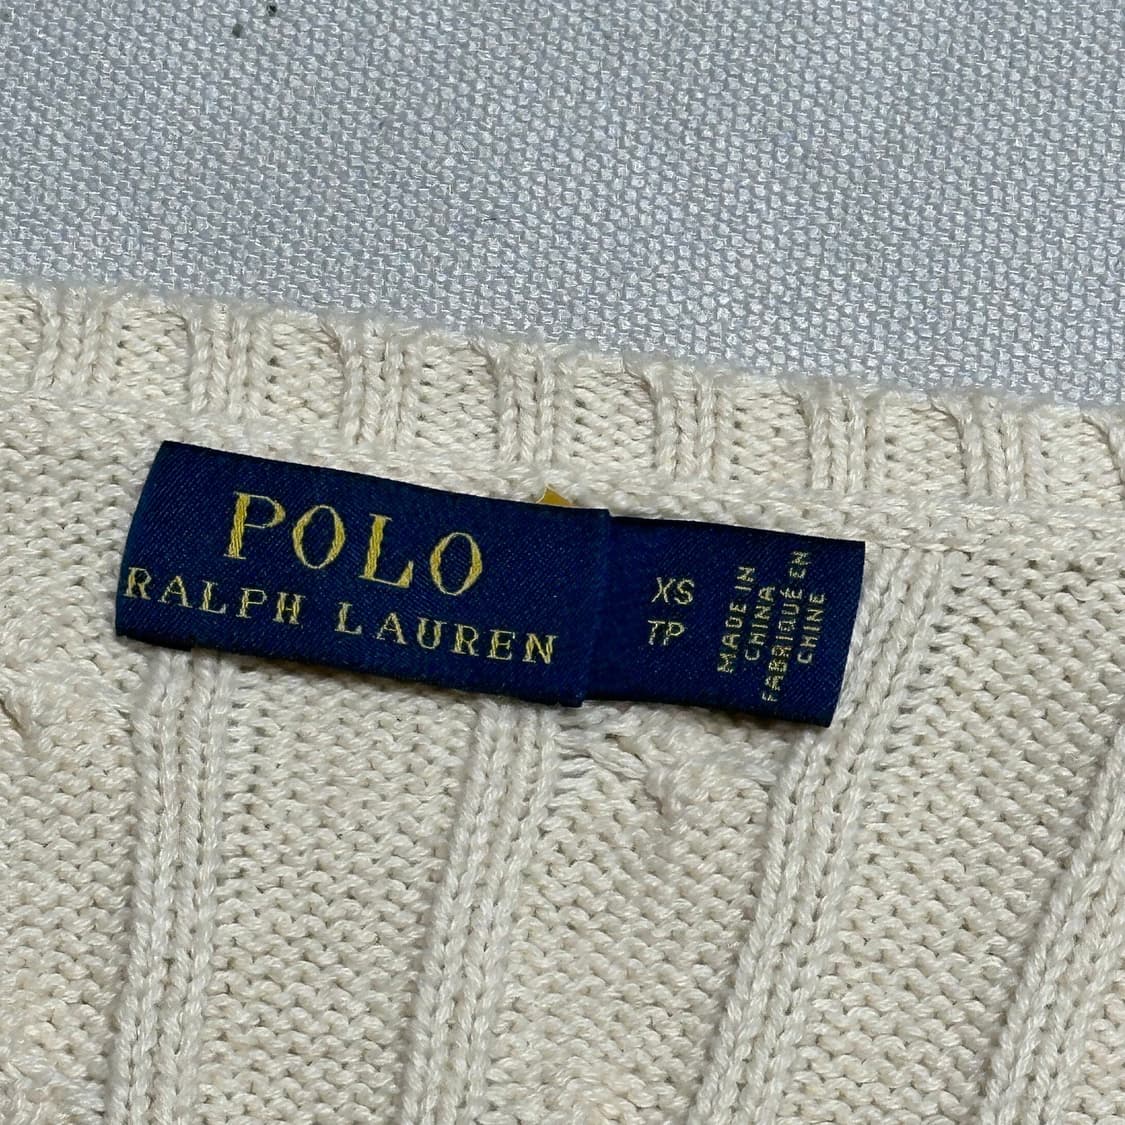 POLO
RALPH LAUREN
XS
TP
MADE IN
CHINA
FABRIQUÉ EN
CHINE